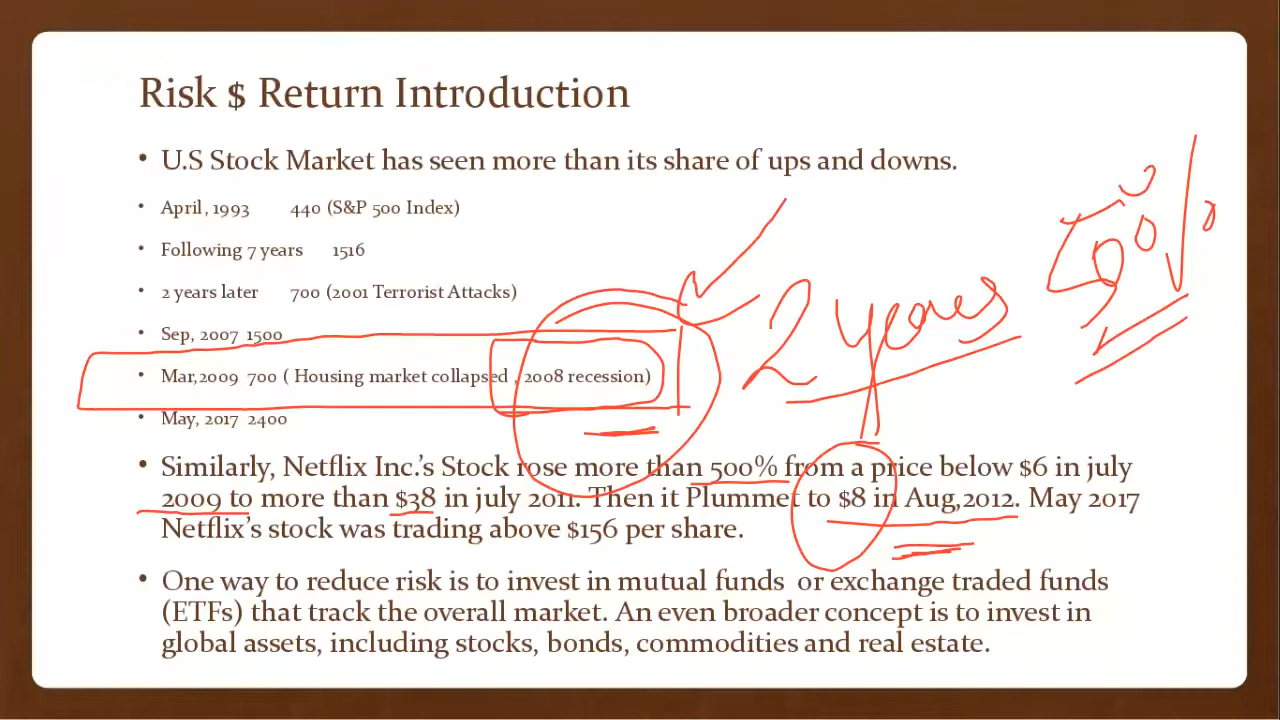 Risk $ Return Introduction
• U.S Stock Market has seen more than its share of ups and downs.
• April, 1993 440 (S&P 500 Index)
• Following 7 years 1516
• 2 years later 700 (2001 Terrorist Attacks)
• Sep, 2007 1500
• Mar,2009 700 ( Housing market collapsed , 2008 recession)
• May, 2017 2400
• Similarly, Netflix Inc.'s Stock rose more than 500% from a price below $6 in july
2009 to more than $38 in july 2011. Then it Plummet to $8 in Aug,2012. May 2017
Netflix's stock was trading above $156 per share.
• One way to reduce risk is to invest in mutual funds or exchange traded funds
(ETFs) that track the overall market. An even broader concept is to invest in
global assets, including stocks, bonds, commodities and real estate.
2 years
500%